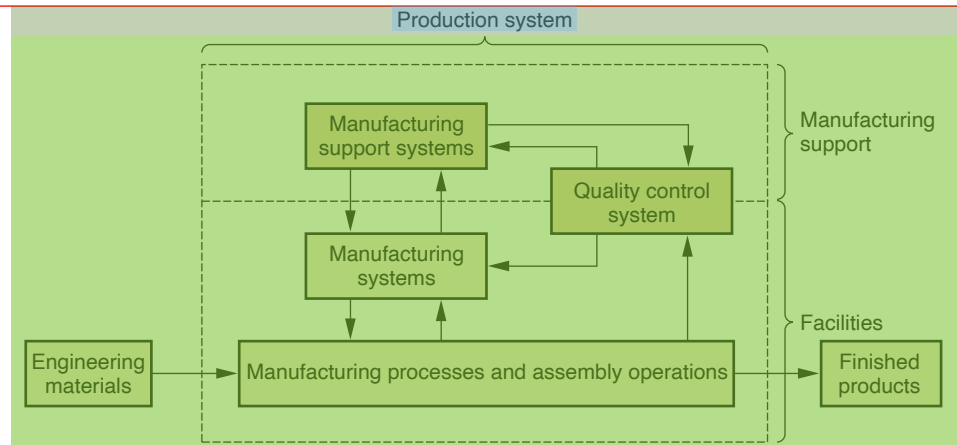 Production system
Manufacturing
support systems
Manufacturing
support
Quality control
system
Manufacturing
systems
Facilities
Engineering
materials
Manufacturing processes and assembly operations
Finished
products